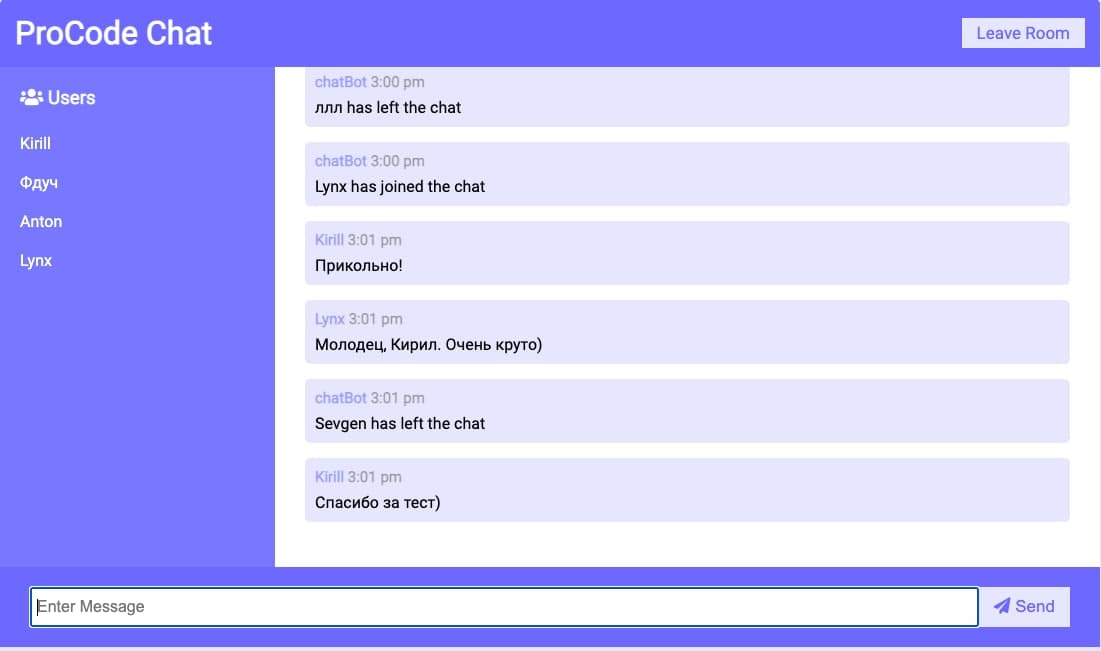 ProCode Chat
Leave Room
Users
Kirill
Фдуч
Anton
Lynx
chatBot 3:00 pm
ллл has left the chat
chatBot 3:00 pm
Lynx has joined the chat
Kirill 3:01 pm
Прикольно!
Lynx 3:01 pm
Молодец, Кирил. Очень круто)
chatBot 3:01 pm
Sevgen has left the chat
Kirill 3:01 pm
Спасибо за тест)
Enter Message
Send